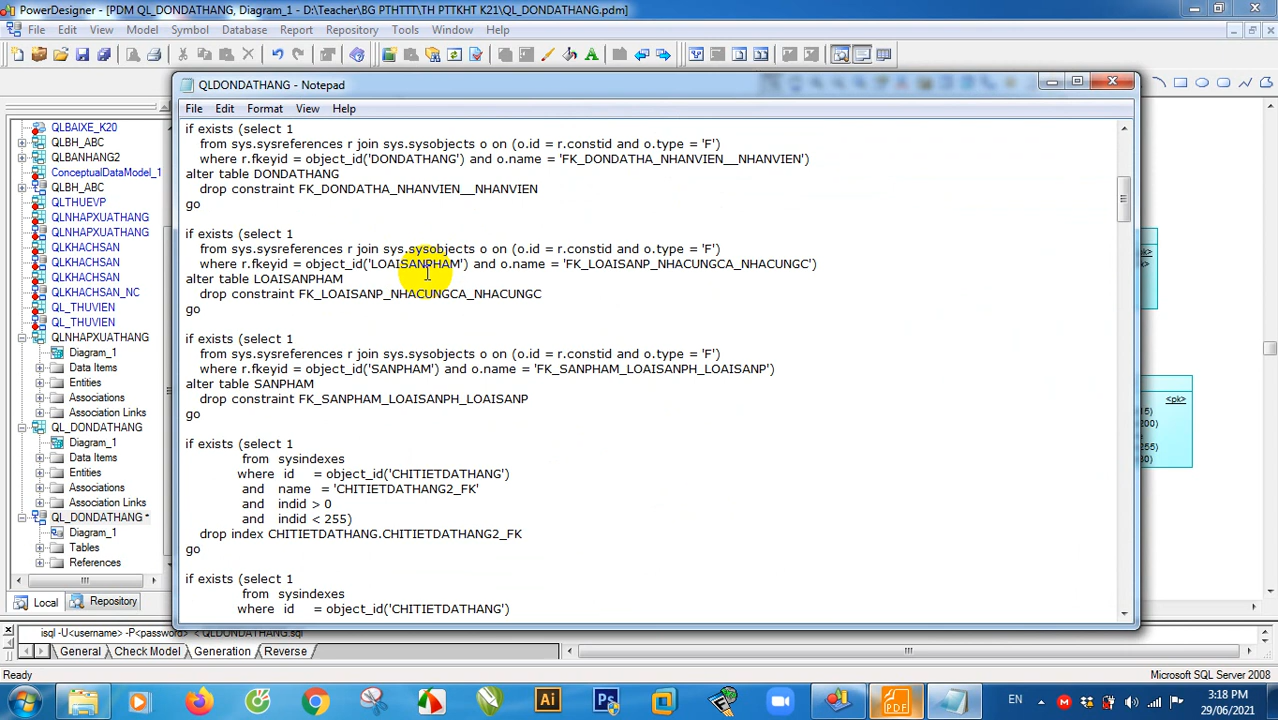 PowerDesigner - [PDM QL_DONDATHANG, Diagram_1 - D:\Teacher\BG PTHTTT\TH PTTKHT K21\QL_DONDATHANG.pdm]
File Edit View Model Symbol Database Report Repository Tools Window Help
QLDONDATHANG - Notepad
File Edit Format View Help
QLBAIXE_K20
QLBH_ABC
QLBANHANG2
ConceptualDataModel_1
QLBH_ABC
QLTHUEVP
QLNHAPXUATHANG
QLNHAPXUATHANG
QLKHACHSAN
QLKHACHSAN
QLKHACHSAN
QLKHACHSAN_NC
QL_THUVIEN
QL_THUVIEN
QLNHAPXUATHANG
Diagram_1
Data Items
Entities
Associations
Association Links
QL_DONDATHANG
Diagram_1
Data Items
Entities
Associations
Association Links
QL_DONDATHANG *
Diagram_1
Tables
References
Local Repository
if exists (select 1
from sys.sysreferences r join sys.sysobjects o on (o.id = r.constid and o.type = 'F')
where r.fkeyid = object_id('DONDATHANG') and o.name = 'FK_DONDATHA_NHANVIEN__NHANVIEN')
alter table DONDATHANG
drop constraint FK_DONDATHA_NHANVIEN__NHANVIEN
go
if exists (select 1
from sys.sysreferences r join sys.sysobjects o on (o.id = r.constid and o.type = 'F')
where r.fkeyid = object_id('LOAISANPHAM') and o.name = 'FK_LOAISANP_NHACUNGCA_NHACUNGC')
alter table LOAISANPHAM
drop constraint FK_LOAISANP_NHACUNGCA_NHACUNGC
go
if exists (select 1
from sys.sysreferences r join sys.sysobjects o on (o.id = r.constid and o.type = 'F')
where r.fkeyid = object_id('SANPHAM') and o.name = 'FK_SANPHAM_LOAISANPH_LOAISANP')
alter table SANPHAM
drop constraint FK_SANPHAM_LOAISANPH_LOAISANP
go
if exists (select 1
from sysindexes
where id = object_id('CHITIETDATHANG')
and name = 'CHITIETDATHANG2_FK'
and indid > 0
and indid < 255)
drop index CHITIETDATHANG.CHITIETDATHANG2_FK
go
if exists (select 1
from sysindexes
where id = object_id('CHITIETDATHANG')
<pk>
isql -U<username> -P<password> < QLDONDATHANG.sql
General Check Model Generation Reverse
Ready
Microsoft SQL Server 2008
EN
3:18 PM
29/06/2021